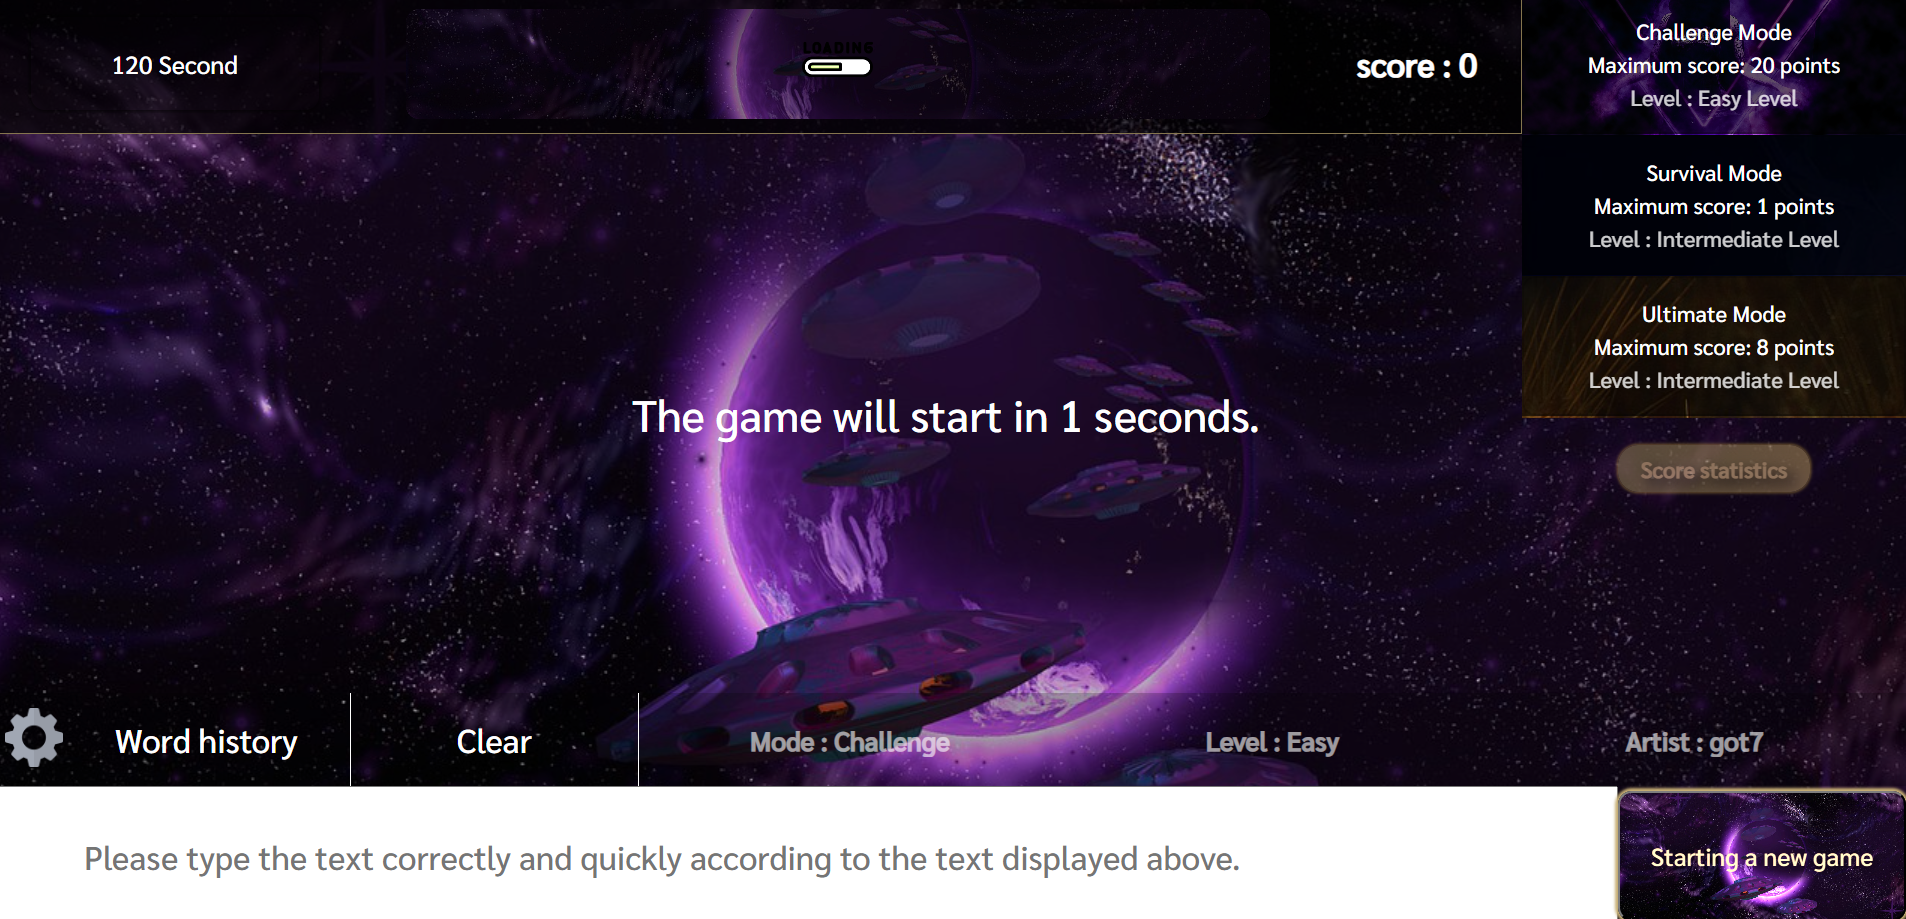 120 Second
LOADING
score : 0
Challenge Mode
Maximum score: 20 points
Level : Easy Level
Survival Mode
Maximum score: 1 points
Level : Intermediate Level
Ultimate Mode
Maximum score: 8 points
Level : Intermediate Level
The game will start in 1 seconds.
Score statistics
Word history
Clear
Mode : Challenge
Level : Easy
Artist : got7
Please type the text correctly and quickly according to the text displayed above.
Starting a new game